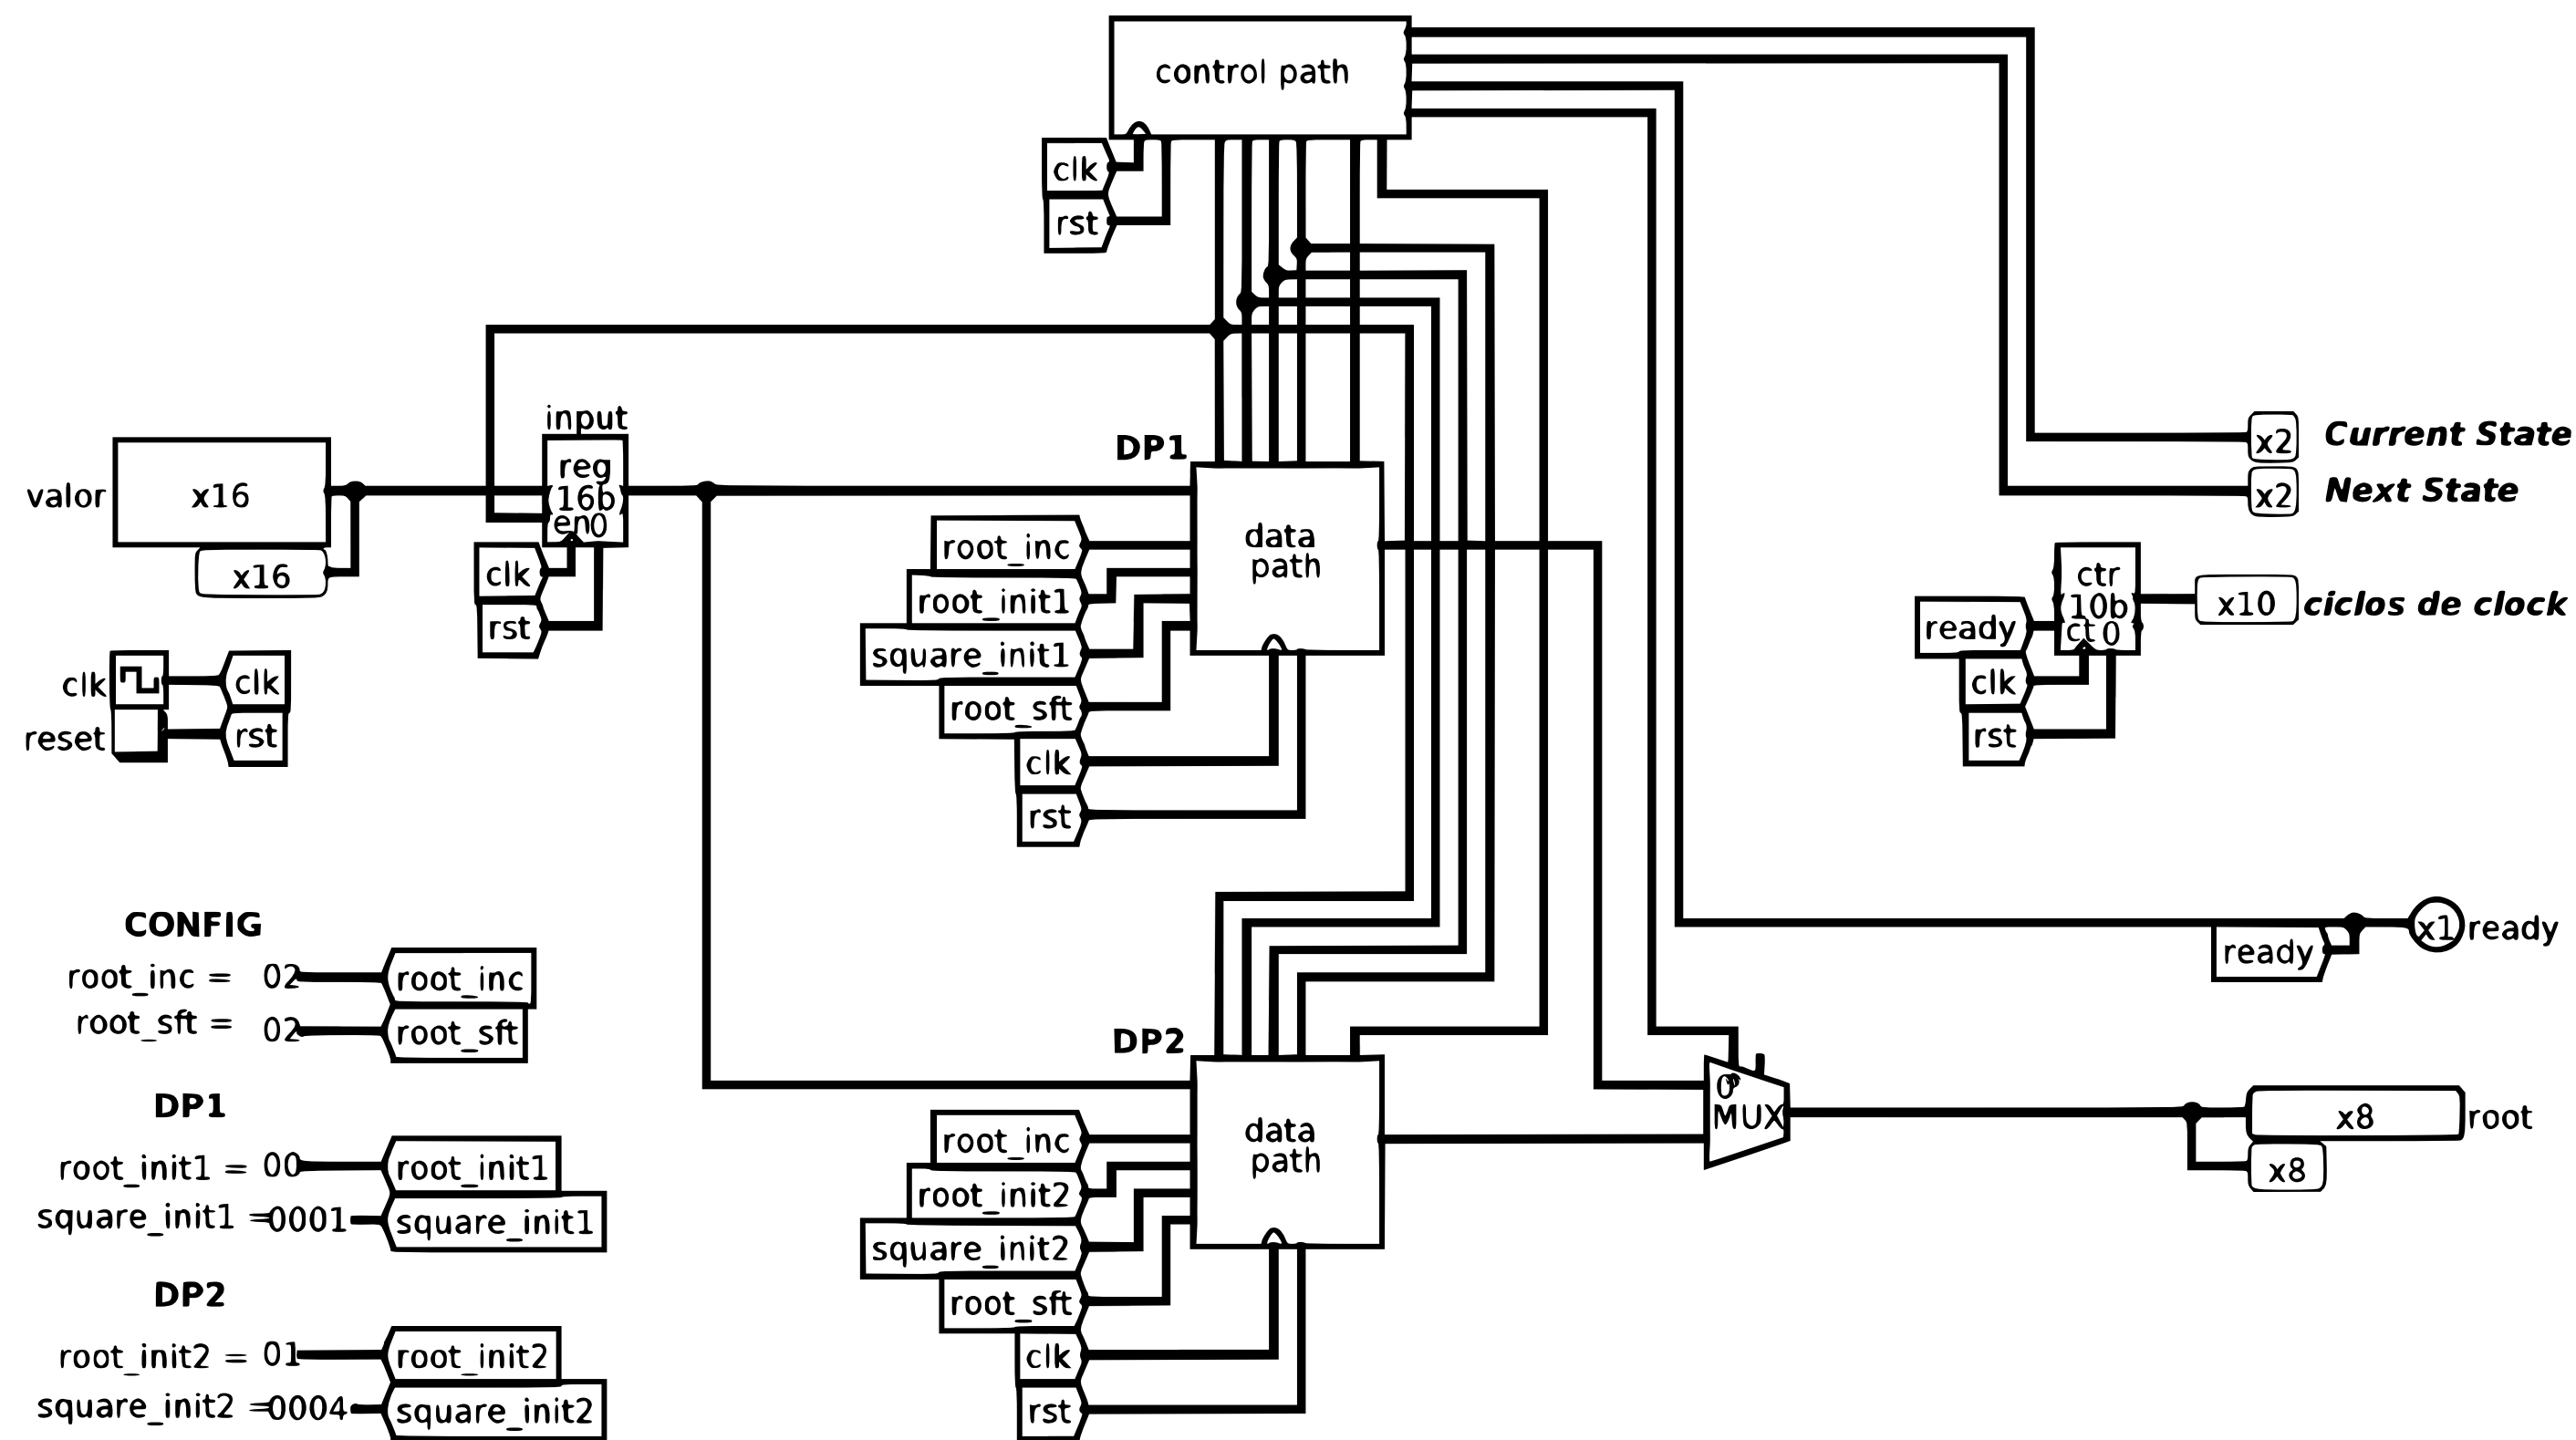 control path
clk
rst
input
valor
x16
reg
16b
en0
x16
clk
rst
clk
clk
reset
rst
DP1
data
path
root_inc
root_init1
square_init1
root_sft
clk
rst
x2
Current State
x2
Next State
ctr
10b
ct 0
x10
ciclos de clock
ready
clk
rst
CONFIG
root_inc = 02
root_inc
root_sft = 02
root_sft
DP1
root_init1 = 00
root_init1
square_init1 =0001
square_init1
DP2
root_init2 = 01
root_init2
square_init2 =0004
square_init2
DP2
data
path
root_inc
root_init2
square_init2
root_sft
clk
rst
x1
ready
ready
0
MUX
x8
root
x8